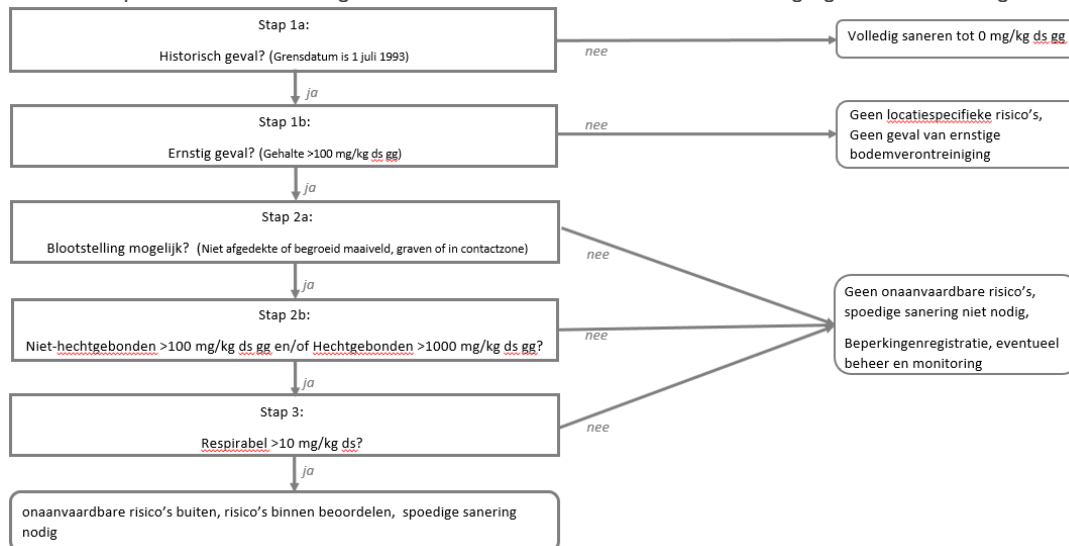 Stap 1a:
Historisch geval? (Grensdatum is 1 juli 1993)
nee
Volledig saneren tot 0 mg/kg ds gg
ja
Stap 1b:
Ernstig geval? (Gehalte >100 mg/kg ds gg)
nee
Geen locatiespecifieke risico's,
Geen geval van ernstige
bodemverontreiniging
ja
Stap 2a:
Blootstelling mogelijk? (Niet afgedekte of begroeid maaiveld, graven of in contactzone)
nee
ja
Stap 2b:
Niet-hechtgebonden >100 mg/kg ds gg en/of Hechtgebonden >1000 mg/kg ds gg?
nee
Geen onaanvaardbare risico's,
spoedige sanering niet nodig,
Beperkingenregistratie, eventueel
beheer en monitoring
ja
Stap 3:
Respirabel >10 mg/kg ds?
nee
ja
onaanvaardbare risico's buiten, risico's binnen beoordelen, spoedige sanering
nodig